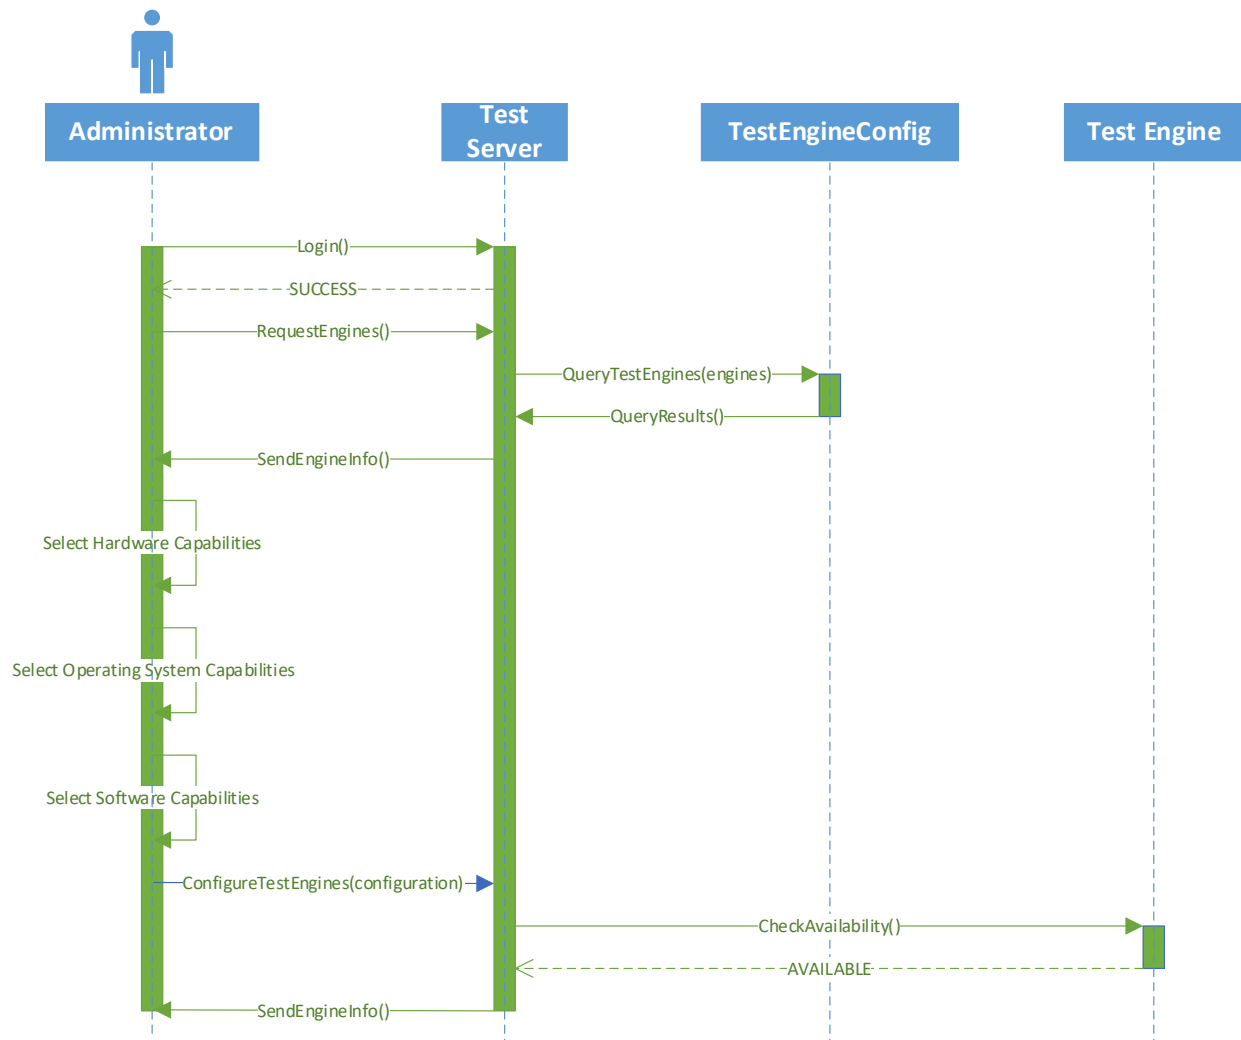 Administrator
Test
Server
TestEngineConfig
Test Engine
Login()
SUCCESS
RequestEngines()
QueryTestEngines(engines)
QueryResults()
SendEngineInfo()
Select Hardware Capabilities
Select Operating System Capabilities
Select Software Capabilities
ConfigureTestEngines(configuration)
CheckAvailability()
AVAILABLE
SendEngineInfo()